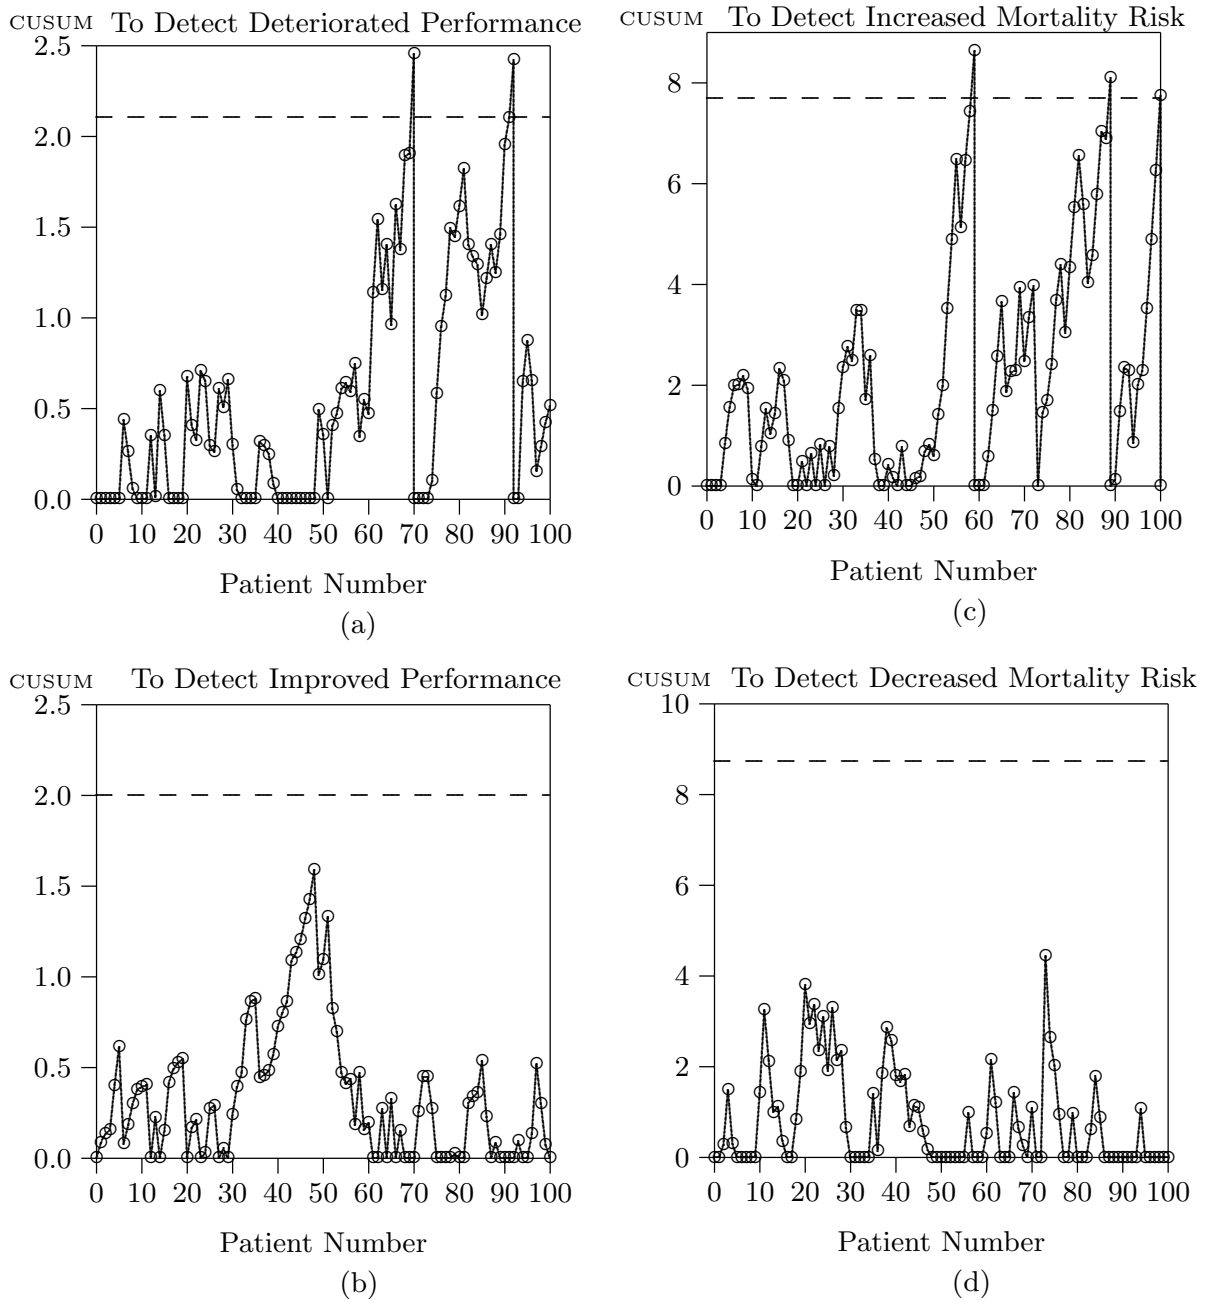 CUSUM To Detect Deteriorated Performance
2.5
2.0
1.5
1.0
0.5
0.0
0 10 20 30 40 50 60 70 80 90 100
Patient Number
(a)
CUSUM To Detect Increased Mortality Risk
8
6
4
2
0
0 10 20 30 40 50 60 70 80 90 100
Patient Number
(c)
CUSUM To Detect Improved Performance
2.5
2.0
1.5
1.0
0.5
0.0
0 10 20 30 40 50 60 70 80 90 100
Patient Number
(b)
CUSUM To Detect Decreased Mortality Risk
10
8
6
4
2
0
0 10 20 30 40 50 60 70 80 90 100
Patient Number
(d)